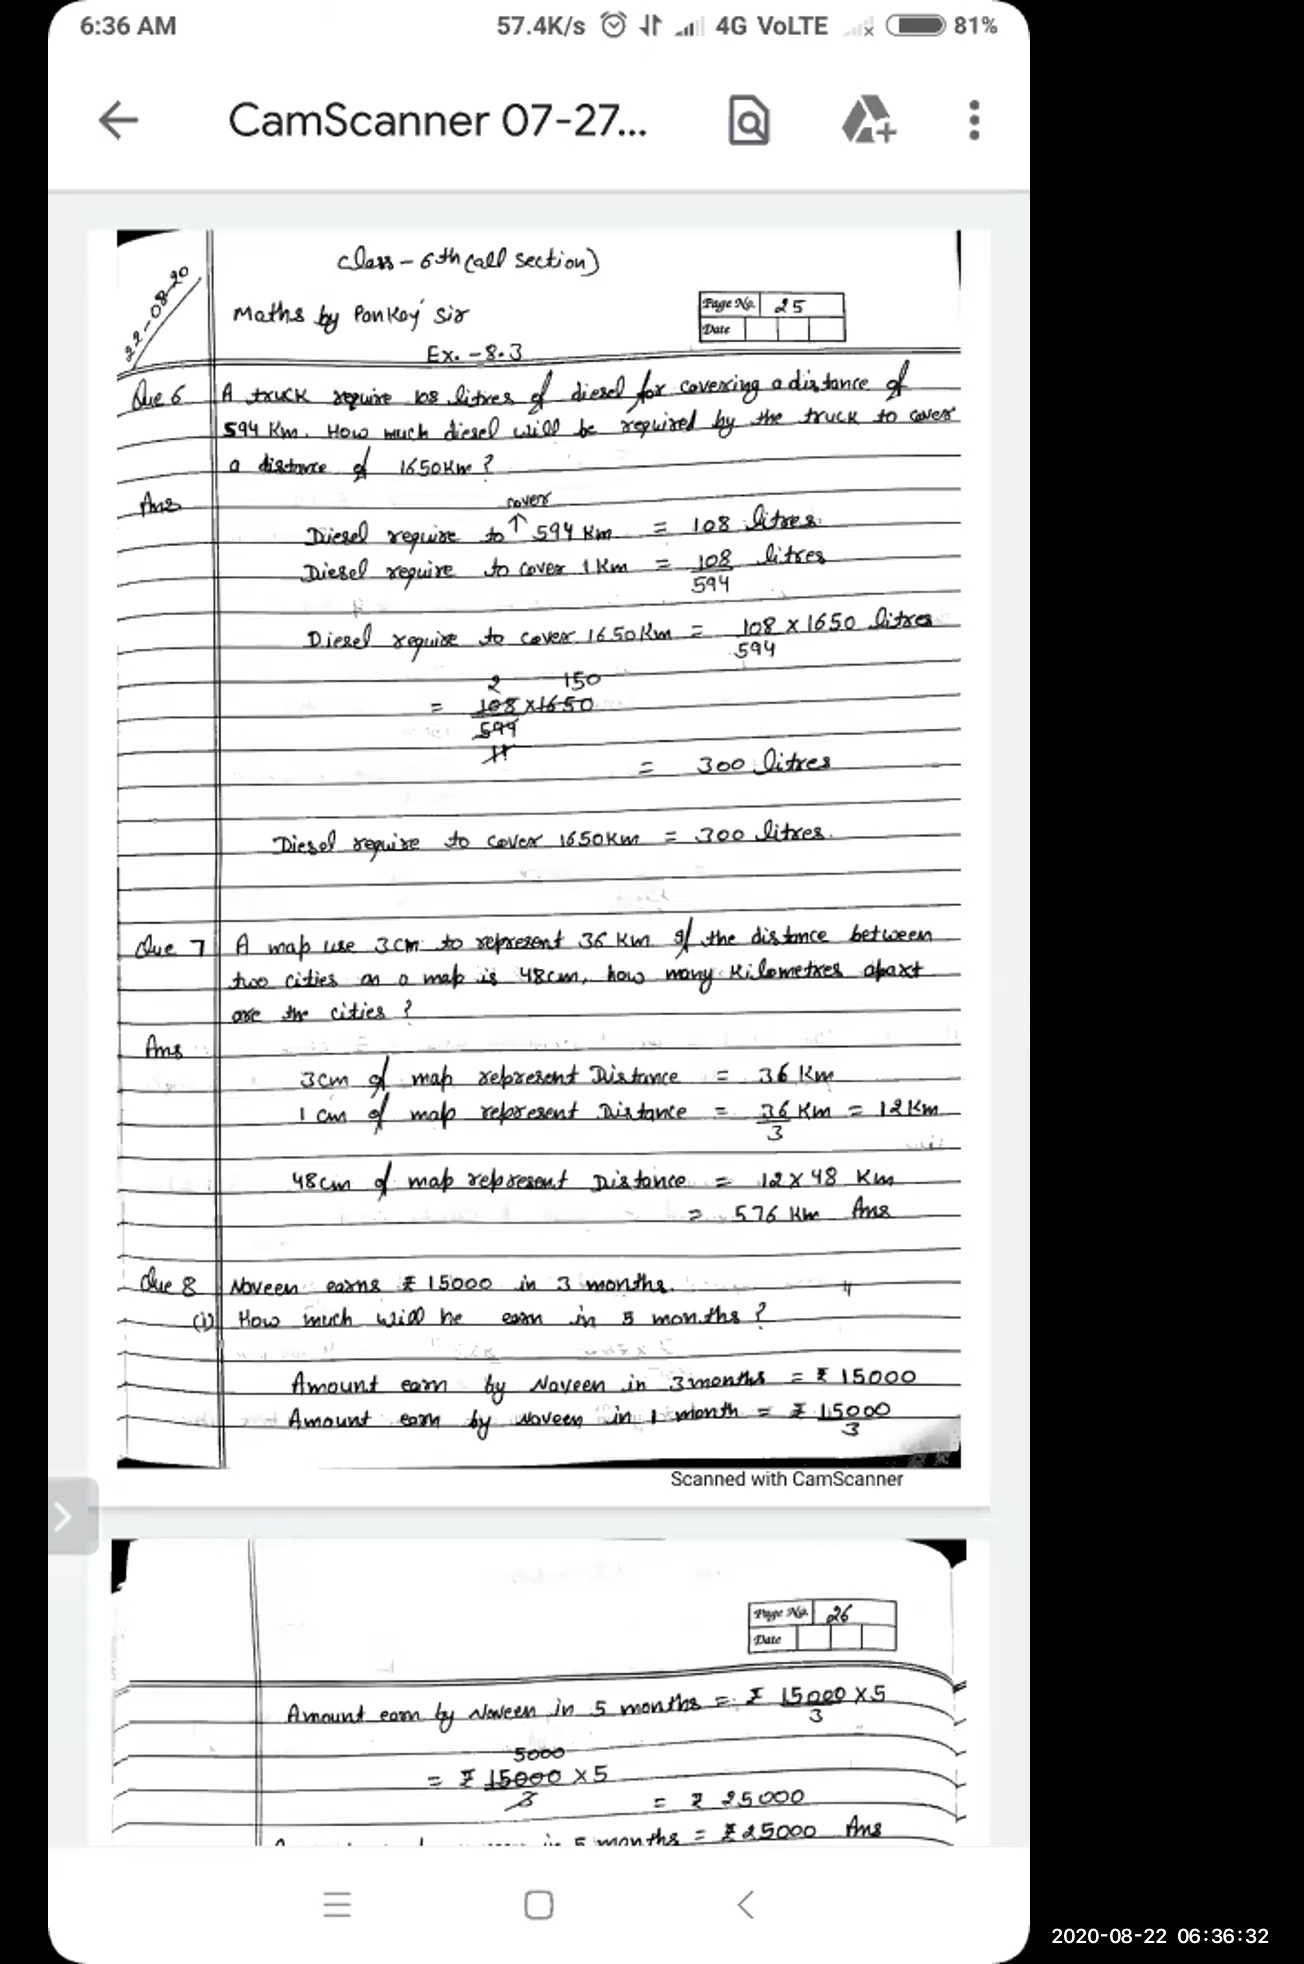 6:36 AM
57.4K/s 4G VoLTE 81%
CamScanner 07-27...
22-08-20
Class - 6th (all section)
Maths by Pankaj Sir
Page No. 25
Date
Ex. - 8.3
Que 6 A truck require 108 litres of diesel for covering a distance of
594 Km. How much diesel will be required by the truck to cover
a distance of 1650Km?
Ans
cover
Diesel require to ↑ 594 Km = 108 litres.
Diesel require to cover 1 Km = 108 litres
594
Diesel require to cover 1650Km = 108 x 1650 litres
594
2 150
= 108 x 1650
594
11
= 300 litres
Diesel require to cover 1650Km = 300 litres.
Que 7 A map use 3cm to represent 36 Km. If the distance between
two cities on a map is 48cm, how many Kilometres apart
are the cities?
Ans
3cm of map represent Distance = 36 Km
1 cm of map represent Distance = 36 Km = 12Km
3
48cm of map represent Distance = 12 x 48 Km
= 576 Km Ans
Que 8 Naveen earns ₹ 15000 in 3 months.
(i) How much will he earn in 5 months?
Amount earn by Naveen in 3 months = ₹ 15000
Amount earn by Naveen in 1 month = ₹ 15000
3
Scanned with CamScanner
Page No. 26
Date
Amount earn by Naveen in 5 months = ₹ 15000 x 5
3
5000
= ₹ 15000 x 5
3
= ₹ 25000
in 5 months = ₹25000 Ans
2020-08-22 06:36:32